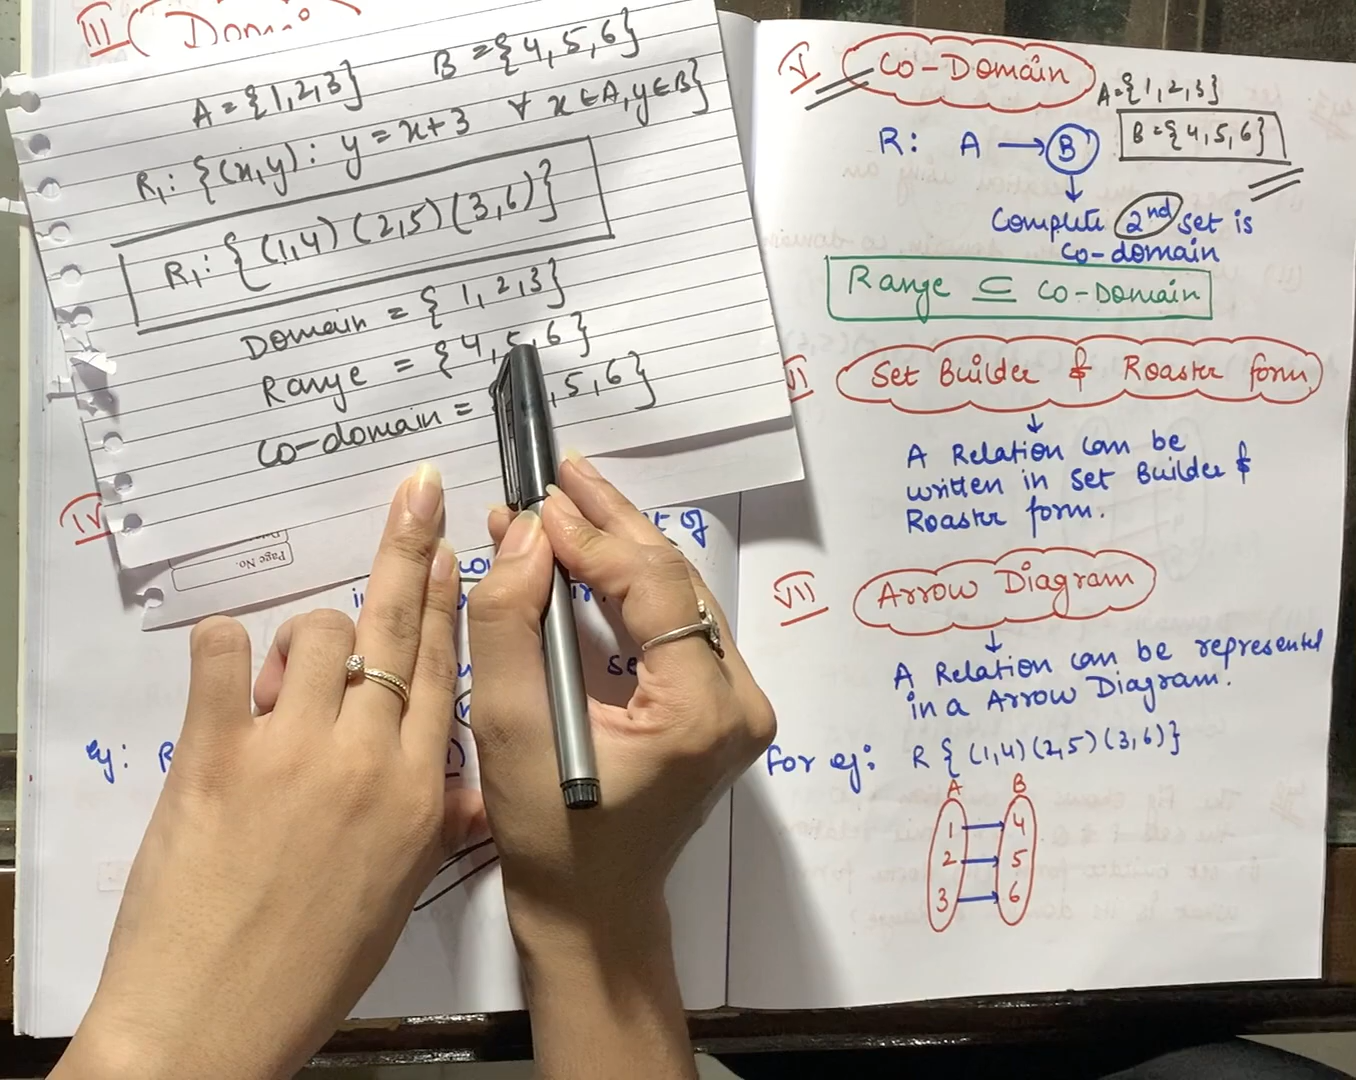 III
A = {1,2,3} B = {4,5,6}
R₁: {(x,y): y = x+3 ∀ x∈A, y∈B}
R₁: {(1,4) (2,5) (3,6)}
Domain = {1,2,3}
Range = {4,5,6}
Co-domain = 5,6}
IV
Page No.
of
eg: R
V Co-Domain
A={1,2,3}
R: A → B B={4,5,6}
Complete 2nd set is
Co-domain
Range ⊆ Co-Domain
Set Builder & Roaster form
A Relation can be
written in Set Builder &
Roaster form.
VII Arrow Diagram
A Relation can be represented
in a Arrow Diagram.
For eg: R { (1,4) (2,5) (3,6)}
A B
1 → 4
2 → 5
3 → 6